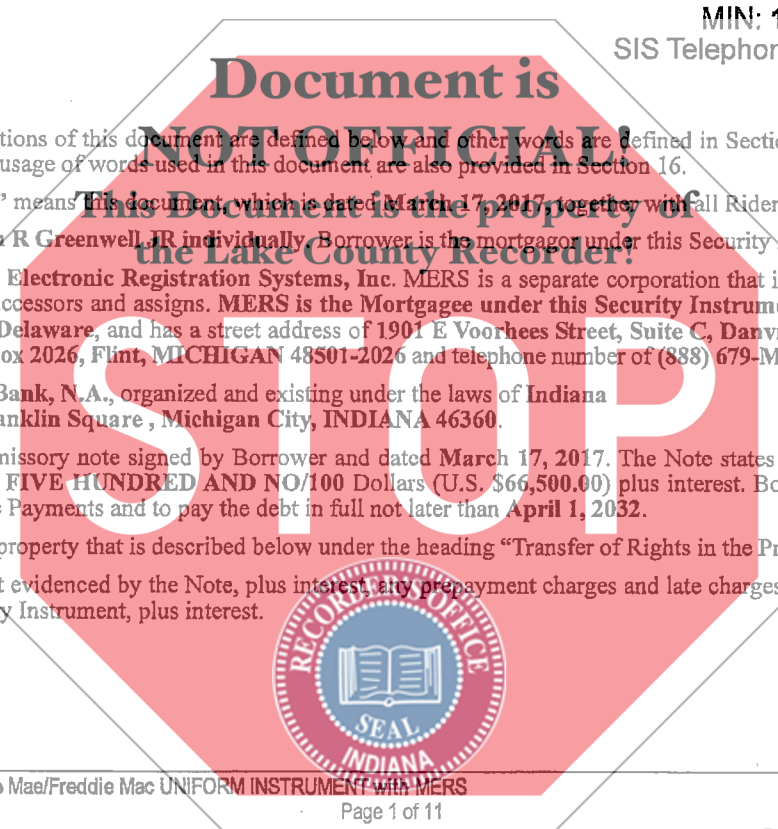 MIN: 1
SIS Telephon
Document is
NOT OFFICIAL!
tions of this document are defined below and other words are defined in Sectio
usage of words used in this document are also provided in Section 16.
This Document is the property of
the Lake County Recorder!
” means this document, which is dated March 17, 2017, together with all Rider
R Greenwell JR individually. Borrower is the mortgagor under this Security
Electronic Registration Systems, Inc. MERS is a separate corporation that i
ccessors and assigns. MERS is the Mortgagee under this Security Instrume
Delaware, and has a street address of 1901 E Voorhees Street, Suite C, Danv
ox 2026, Flint, MICHIGAN 48501-2026 and telephone number of (888) 679-M
STOP
Bank, N.A., organized and existing under the laws of Indiana
anklin Square , Michigan City, INDIANA 46360.
missory note signed by Borrower and dated March 17, 2017. The Note states
FIVE HUNDRED AND NO/100 Dollars (U.S. $66,500.00) plus interest. Bo
Payments and to pay the debt in full not later than April 1, 2032.
property that is described below under the heading “Transfer of Rights in the Pr
t evidenced by the Note, plus interest, any prepayment charges and late charges
y Instrument, plus interest.
RECORDER'S OFFICE
SEAL
INDIANA
Mae/Freddie Mac UNIFORM INSTRUMENT with MERS
Page 1 of 11